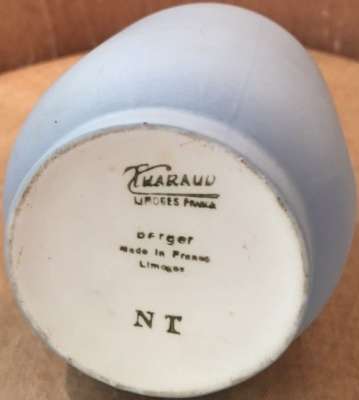 THARAUD
LIMOGES FRANCE
Berger
Made in France
Limoges
NT